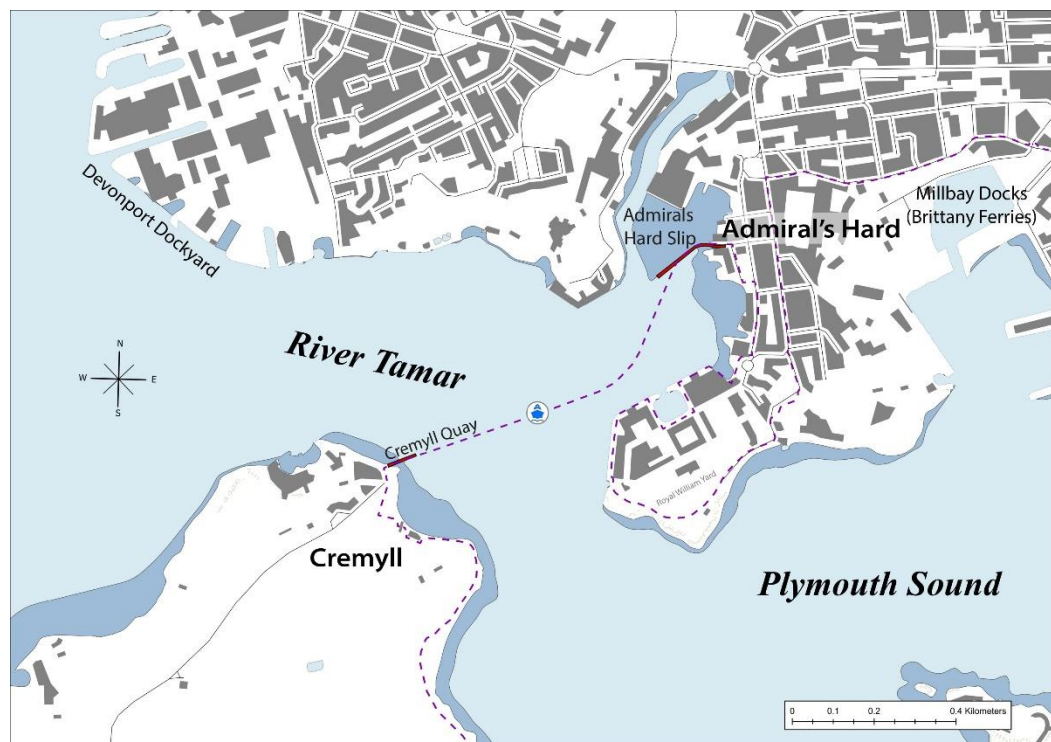 Devonport Dockyard
Admirals
Hard Slip
Admiral's Hard
Millbay Docks
(Brittany Ferries)
River Tamar
N
W
E
S
Cremyll Quay
Royal William Yard
Cremyll
Plymouth Sound
0
0.1
0.2
0.4 Kilometers